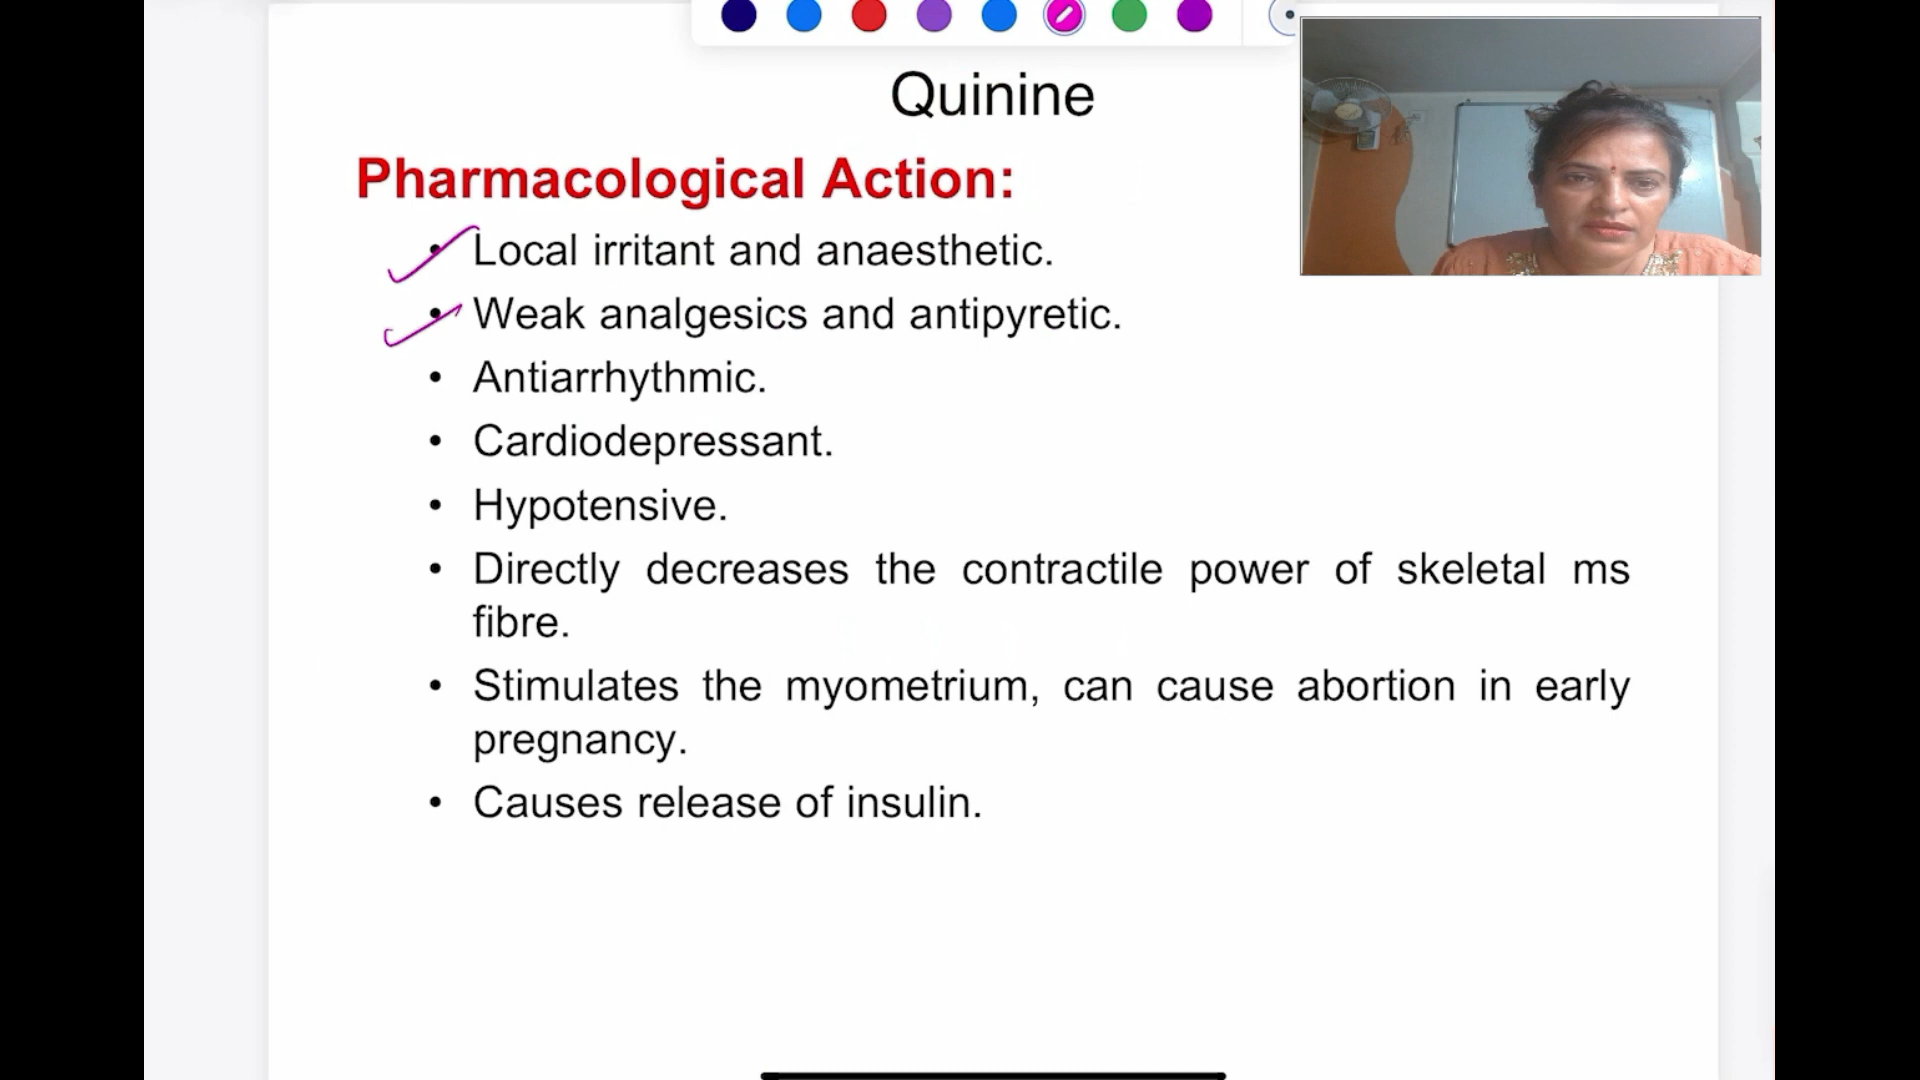 Quinine
Pharmacological Action:
• Local irritant and anaesthetic.
• Weak analgesics and antipyretic.
• Antiarrhythmic.
• Cardiodepressant.
• Hypotensive.
• Directly decreases the contractile power of skeletal ms
fibre.
• Stimulates the myometrium, can cause abortion in early
pregnancy.
• Causes release of insulin.